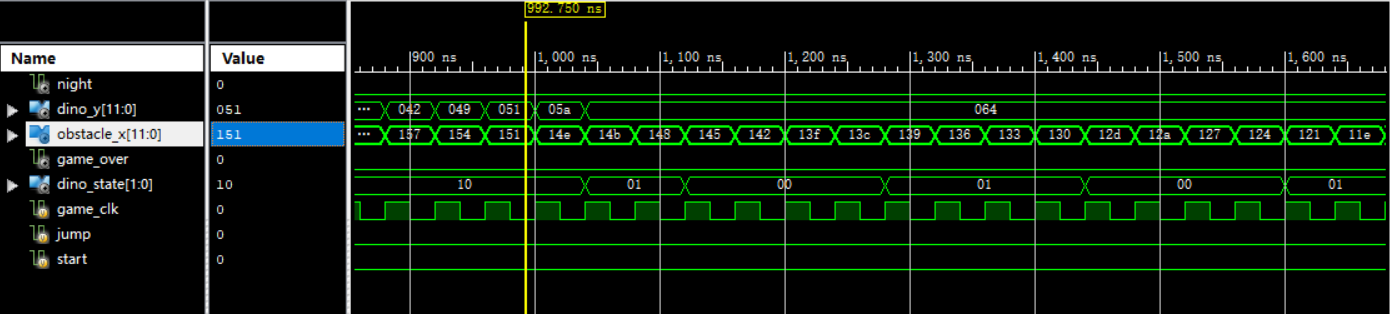 992.750 ns
Name Value 900 ns 1,000 ns 1,100 ns 1,200 ns 1,300 ns 1,400 ns 1,500 ns 1,600 ns
night 0
dino_y[11:0] 051 ··· 042 049 051 05a 064
obstacle_x[11:0] 151 ··· 157 154 151 14e 14b 148 145 142 13f 13c 139 136 133 130 12d 12a 127 124 121 11e
game_over 0
dino_state[1:0] 10 10 01 00 01 00 01
game_clk 0
jump 0
start 0